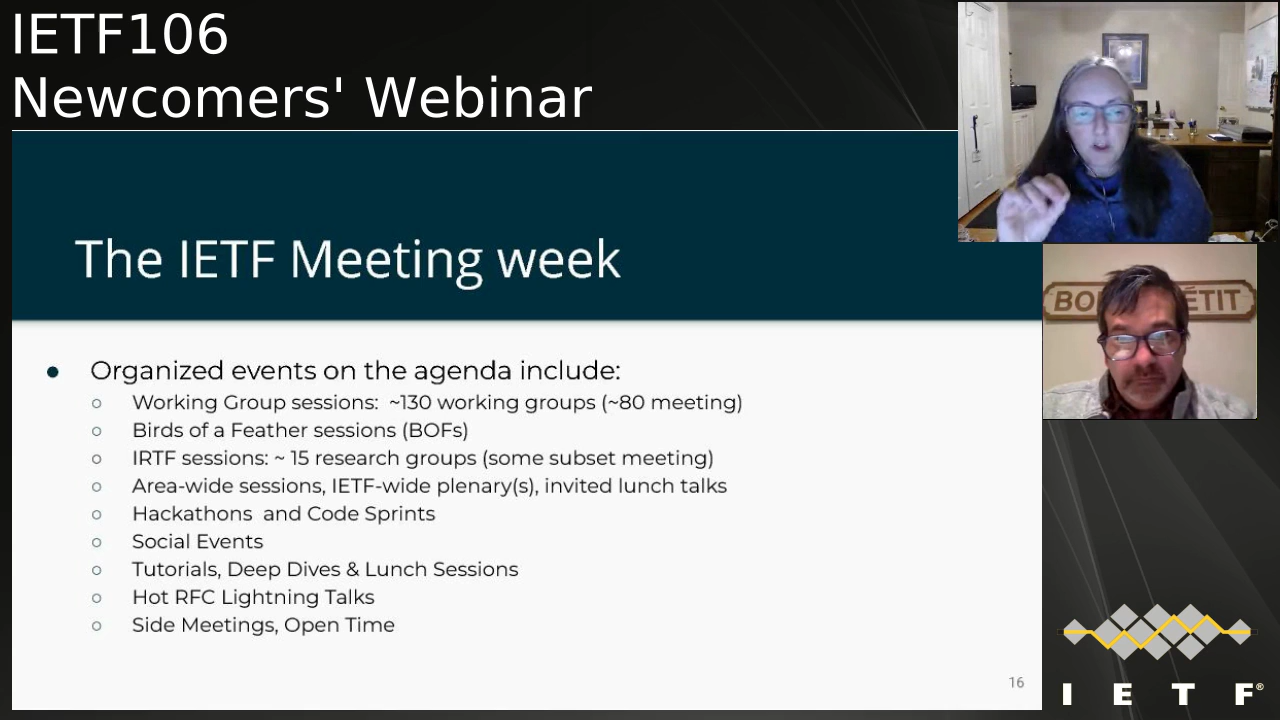 IETF106
Newcomers' Webinar
The IETF Meeting week
● Organized events on the agenda include:
○ Working Group sessions: ~130 working groups (~80 meeting)
○ Birds of a Feather sessions (BOFs)
○ IRTF sessions: ~ 15 research groups (some subset meeting)
○ Area-wide sessions, IETF-wide plenary(s), invited lunch talks
○ Hackathons and Code Sprints
○ Social Events
○ Tutorials, Deep Dives & Lunch Sessions
○ Hot RFC Lightning Talks
○ Side Meetings, Open Time
16
I E T F®